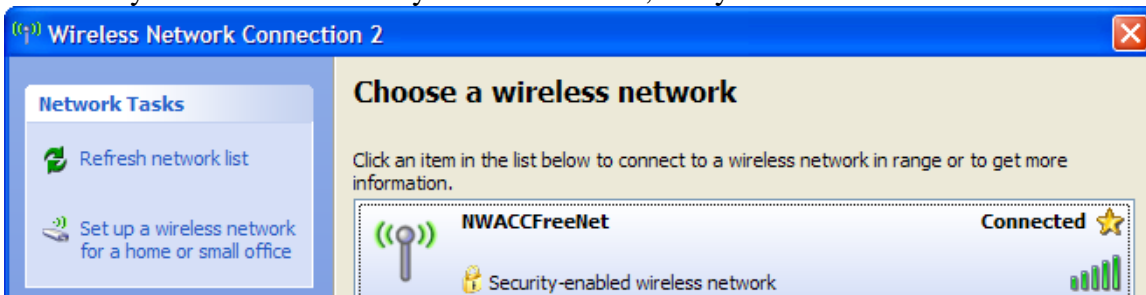 Wireless Network Connection 2
Network Tasks
Refresh network list
Set up a wireless network
for a home or small office
Choose a wireless network
Click an item in the list below to connect to a wireless network in range or to get more
information.
NWACCFreeNet Connected
Security-enabled wireless network